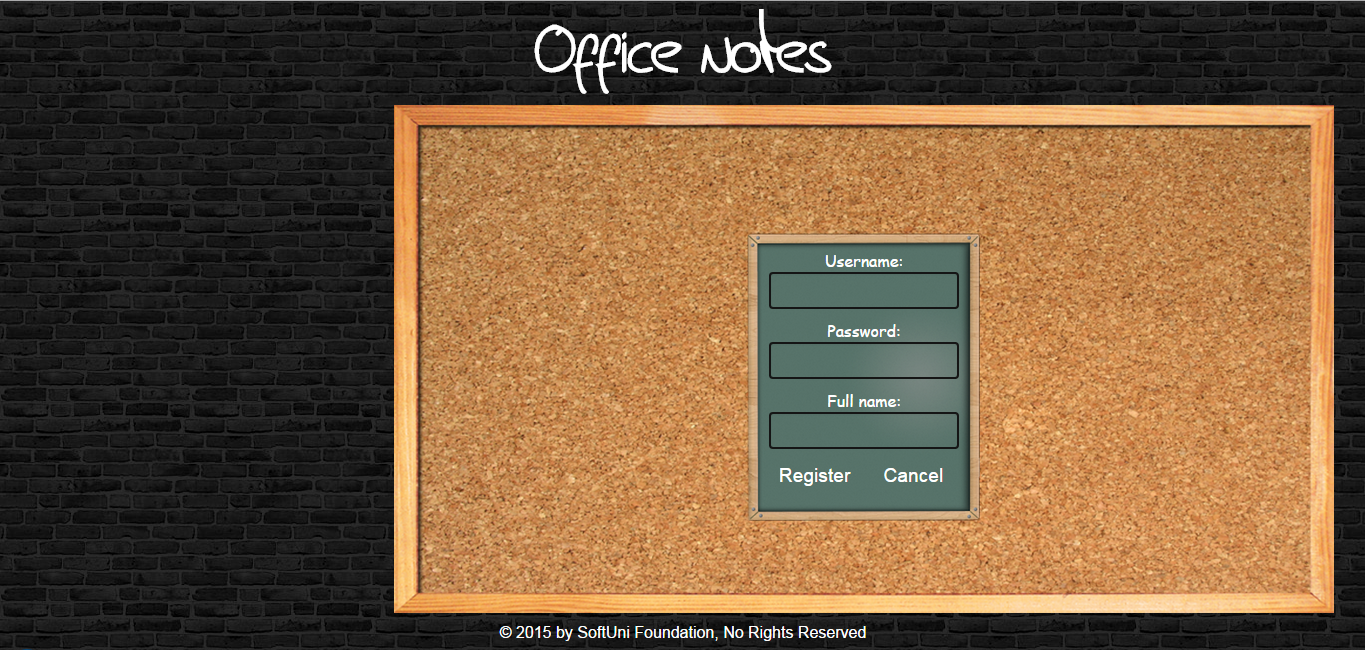 Office Notes
Username:
Password:
Full name:
Register Cancel
© 2015 by SoftUni Foundation, No Rights Reserved